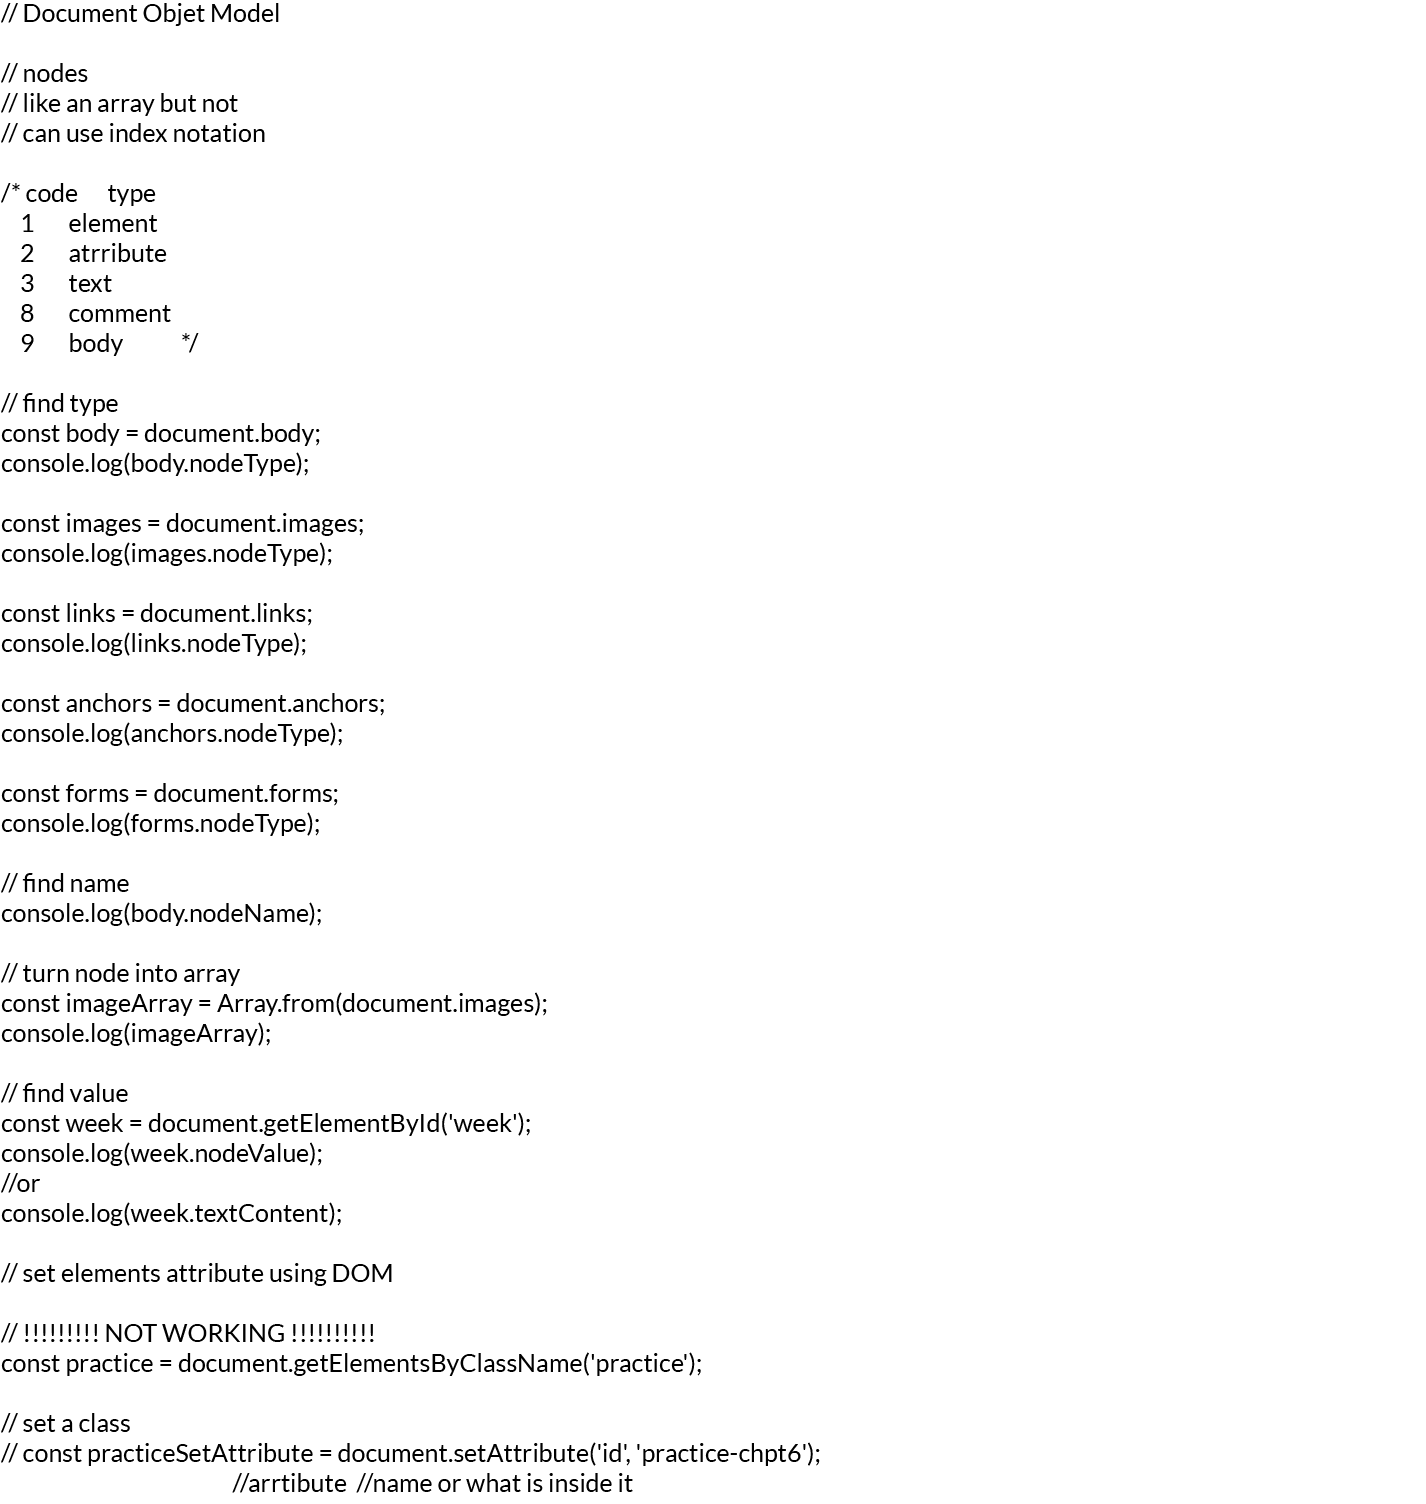 // Document Objet Model

// nodes
// like an array but not
// can use index notation

/* code     type
   1      element
   2      atrribute
   3      text
   8      comment
   9      body          */

// find type
const body = document.body;
console.log(body.nodeType);

const images = document.images;
console.log(images.nodeType);

const links = document.links;
console.log(links.nodeType);

const anchors = document.anchors;
console.log(anchors.nodeType);

const forms = document.forms;
console.log(forms.nodeType);

// find name
console.log(body.nodeName);

// turn node into array
const imageArray = Array.from(document.images);
console.log(imageArray);

// find value
const week = document.getElementById('week');
console.log(week.nodeValue);
//or
console.log(week.textContent);

// set elements attribute using DOM

// !!!!!!!!! NOT WORKING !!!!!!!!!!
const practice = document.getElementsByClassName('practice');

// set a class
// const practiceSetAttribute = document.setAttribute('id', 'practice-chpt6');
                                        //arrtibute  //name or what is inside it